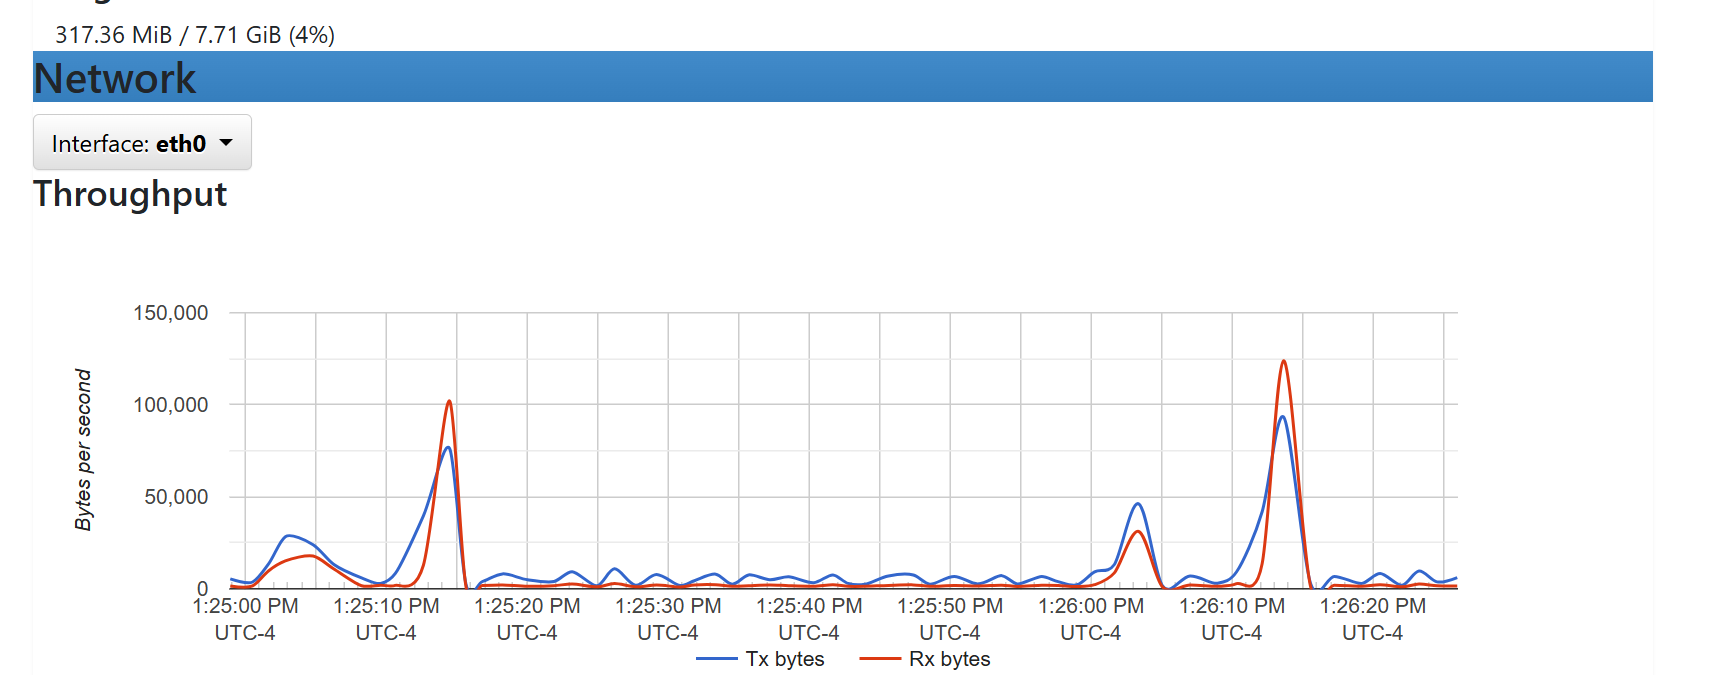 317.36 MiB / 7.71 GiB (4%)
Network
Interface: eth0
Throughput
150,000
100,000
50,000
0
Bytes per second
1:25:00 PM 1:25:10 PM 1:25:20 PM 1:25:30 PM 1:25:40 PM 1:25:50 PM 1:26:00 PM 1:26:10 PM 1:26:20 PM
UTC-4 UTC-4 UTC-4 UTC-4 UTC-4 UTC-4 UTC-4 UTC-4 UTC-4
Tx bytes Rx bytes